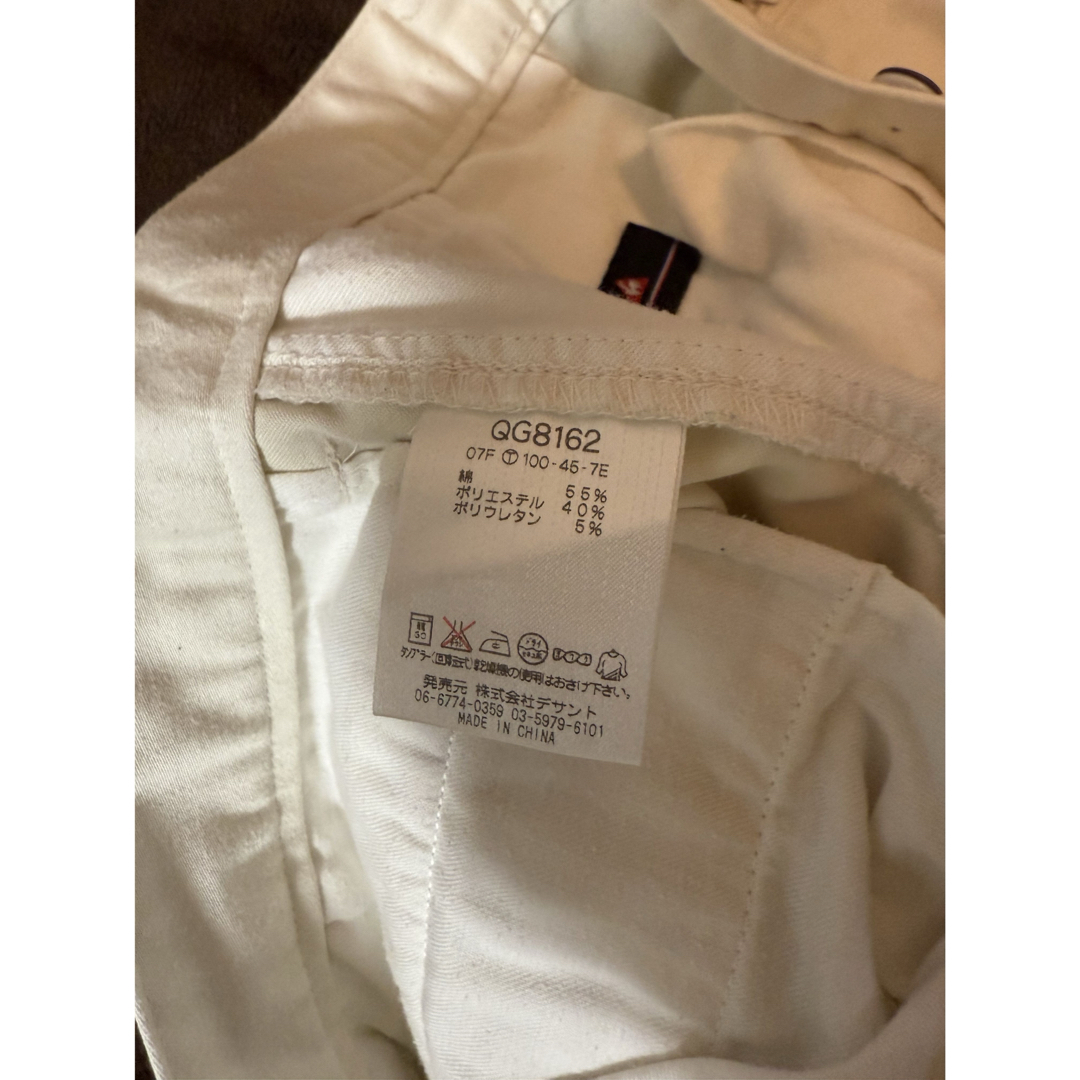 QG8162
07F Ⓣ 100-45-7E
綿 55%
ポリエステル 40%
ポリウレタン 5%
タンブラー(回転式)乾燥機の使用はおさけ下さい。
発売元 株式会社デサント
06-6774-0359 03-5979-6101
MADE IN CHINA